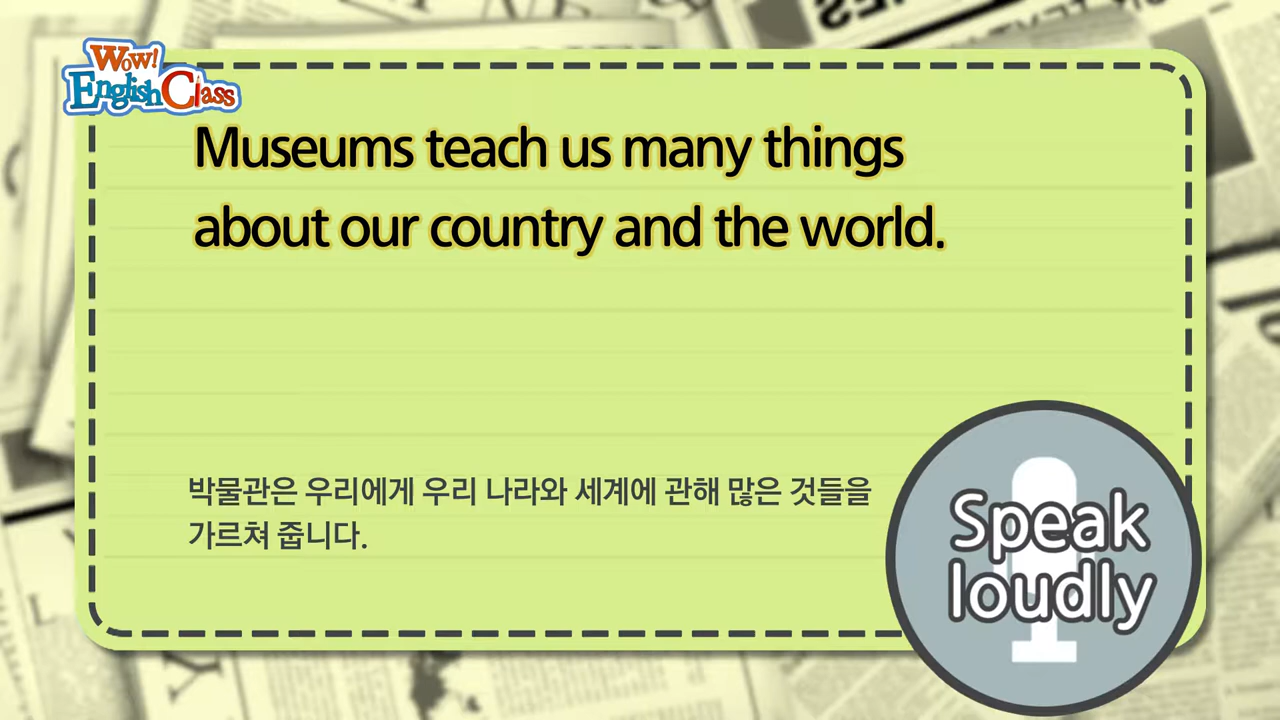 Wow!
English Class
Museums teach us many things
about our country and the world.
박물관은 우리에게 우리 나라와 세계에 관해 많은 것들을
가르쳐 줍니다.
Speak
loudly